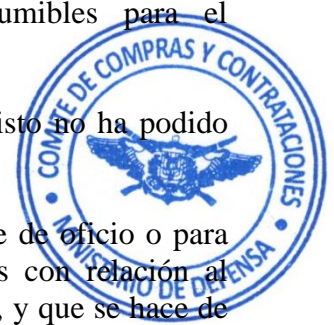 umibles para el
COMITE DE COMPRAS Y CONTRATACIONES
isto no ha podido
e de oficio o para
s con relación al
MINISTERIO DE DEFENSA
, y que se hace de